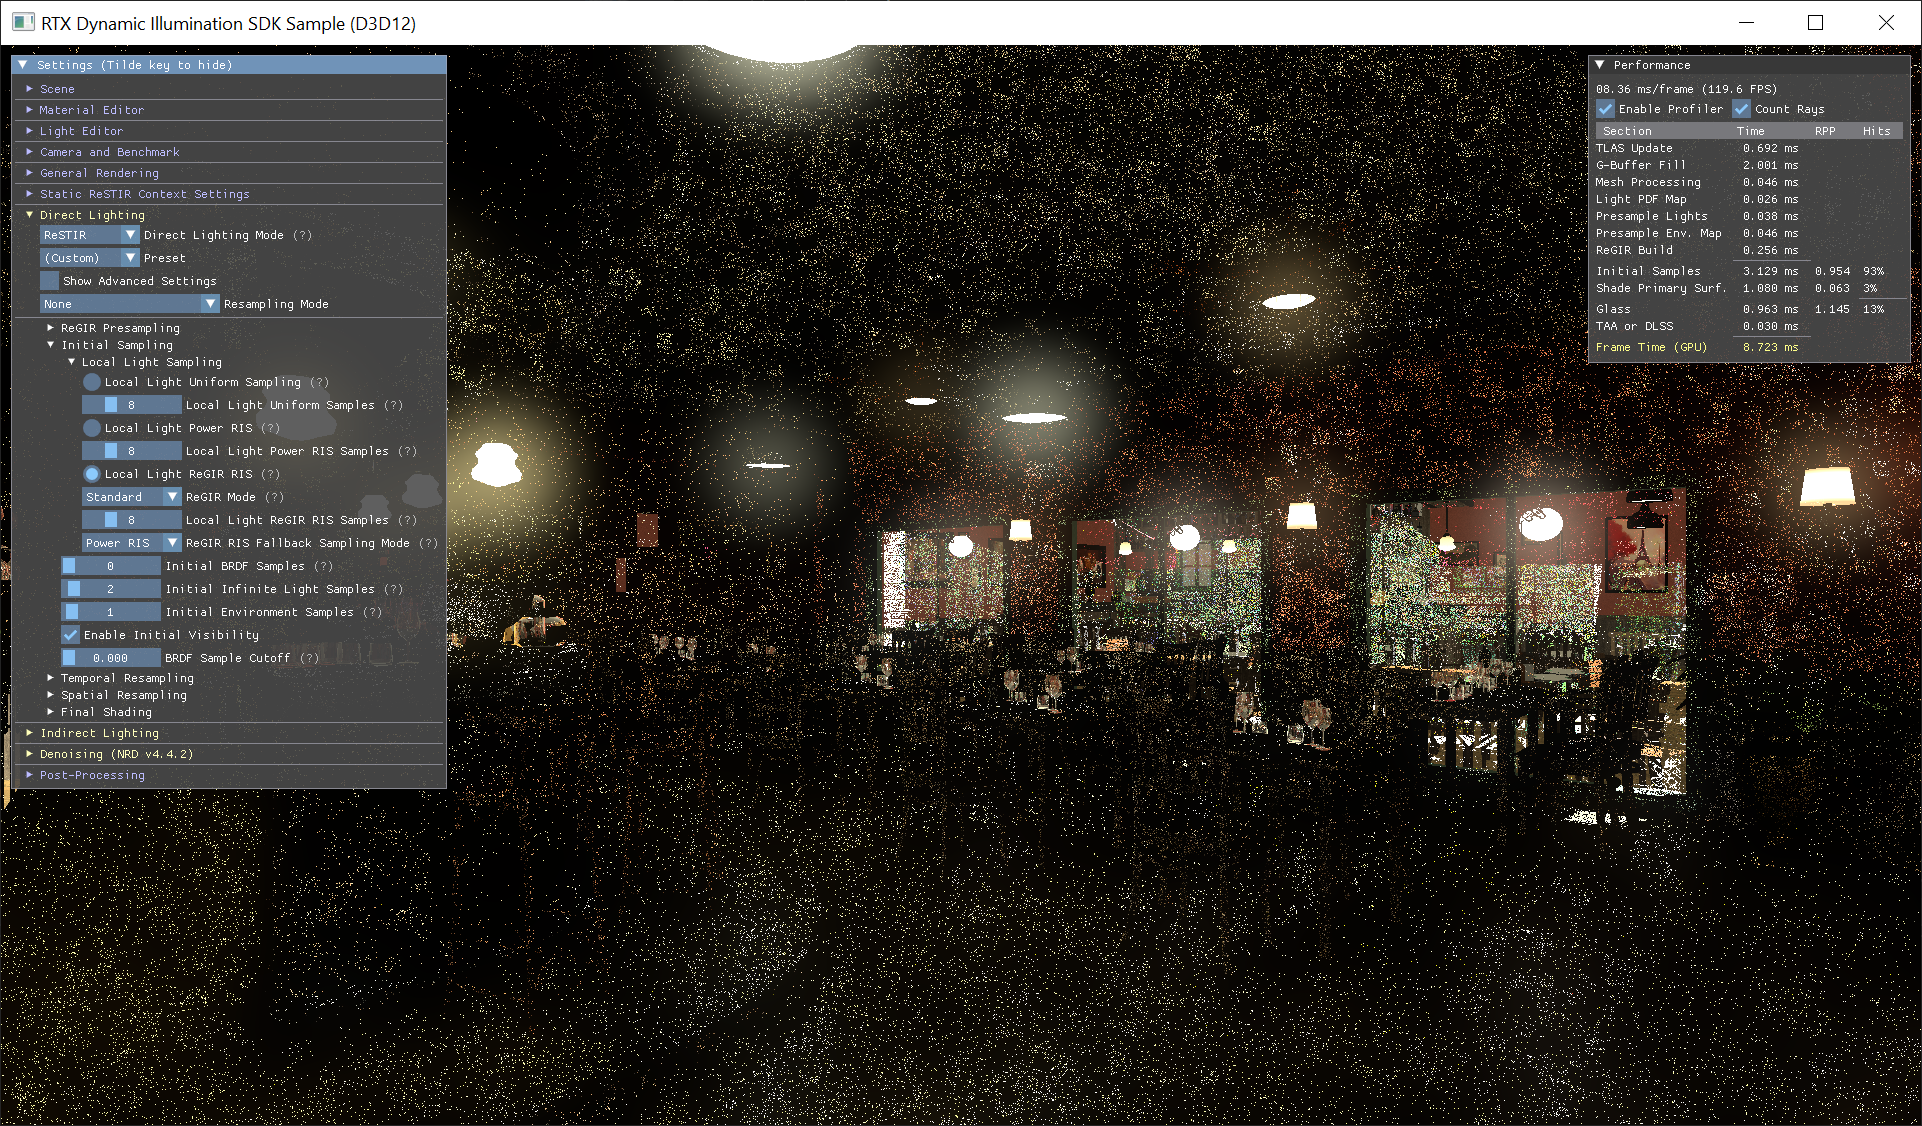 RTX Dynamic Illumination SDK Sample (D3D12)
Settings (Tilde key to hide)
Scene
Material Editor
Light Editor
Camera and Benchmark
General Rendering
Static ReSTIR Context Settings
Direct Lighting
ReSTIR Direct Lighting Mode (?)
(Custom) Preset
Show Advanced Settings
None Resampling Mode
ReGIR Presampling
Initial Sampling
Local Light Sampling
Local Light Uniform Sampling (?)
8 Local Light Uniform Samples (?)
Local Light Power RIS (?)
8 Local Light Power RIS Samples (?)
Local Light ReGIR RIS (?)
Standard ReGIR Mode (?)
8 Local Light ReGIR RIS Samples (?)
Power RIS ReGIR RIS Fallback Sampling Mode (?)
0 Initial BRDF Samples (?)
2 Initial Infinite Light Samples (?)
1 Initial Environment Samples (?)
Enable Initial Visibility
0.000 BRDF Sample Cutoff (?)
Temporal Resampling
Spatial Resampling
Final Shading
Indirect Lighting
Denoising (NRD v4.4.2)
Post-Processing
Performance
08.36 ms/frame (119.6 FPS)
Enable Profiler Count Rays
Section Time RPP Hits
TLAS Update 0.692 ms
G-Buffer Fill 2.001 ms
Mesh Processing 0.046 ms
Light PDF Map 0.026 ms
Presample Lights 0.038 ms
Presample Env. Map 0.046 ms
ReGIR Build 0.256 ms
Initial Samples 3.129 ms 0.954 93%
Shade Primary Surf. 1.080 ms 0.063 3%
Glass 0.963 ms 1.145 13%
TAA or DLSS 0.030 ms
Frame Time (GPU) 8.723 ms